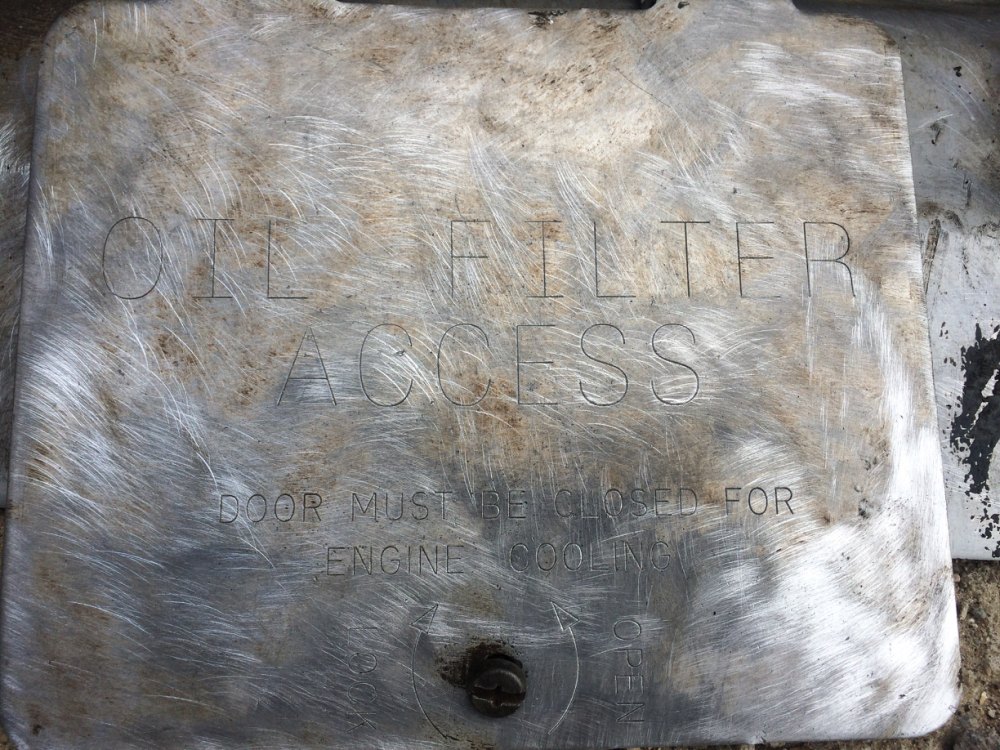 OIL FILTER
ACCESS
DOOR MUST BE CLOSED FOR
ENGINE COOLING
LOCK
OPEN